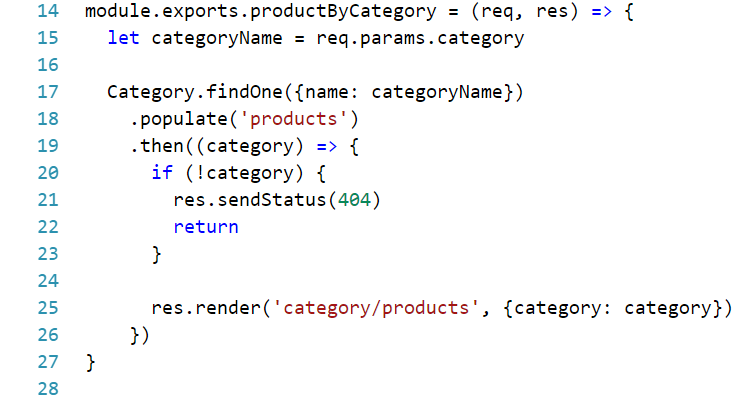 14 module.exports.productByCategory = (req, res) => {
15   let categoryName = req.params.category
16
17   Category.findOne({name: categoryName})
18     .populate('products')
19     .then((category) => {
20       if (!category) {
21         res.sendStatus(404)
22         return
23       }
24
25       res.render('category/products', {category: category})
26     })
27 }
28